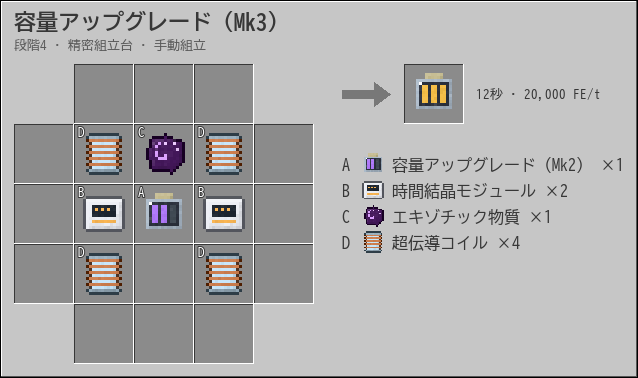 容量アップグレード (Mk3)
段階4 · 精密組立台 · 手動組立
D
C
D
B
A
B
D
D
12秒 · 20,000 FE/t
A 容量アップグレード (Mk2) ×1
B 時間結晶モジュール ×2
C エキゾチック物質 ×1
D 超伝導コイル ×4